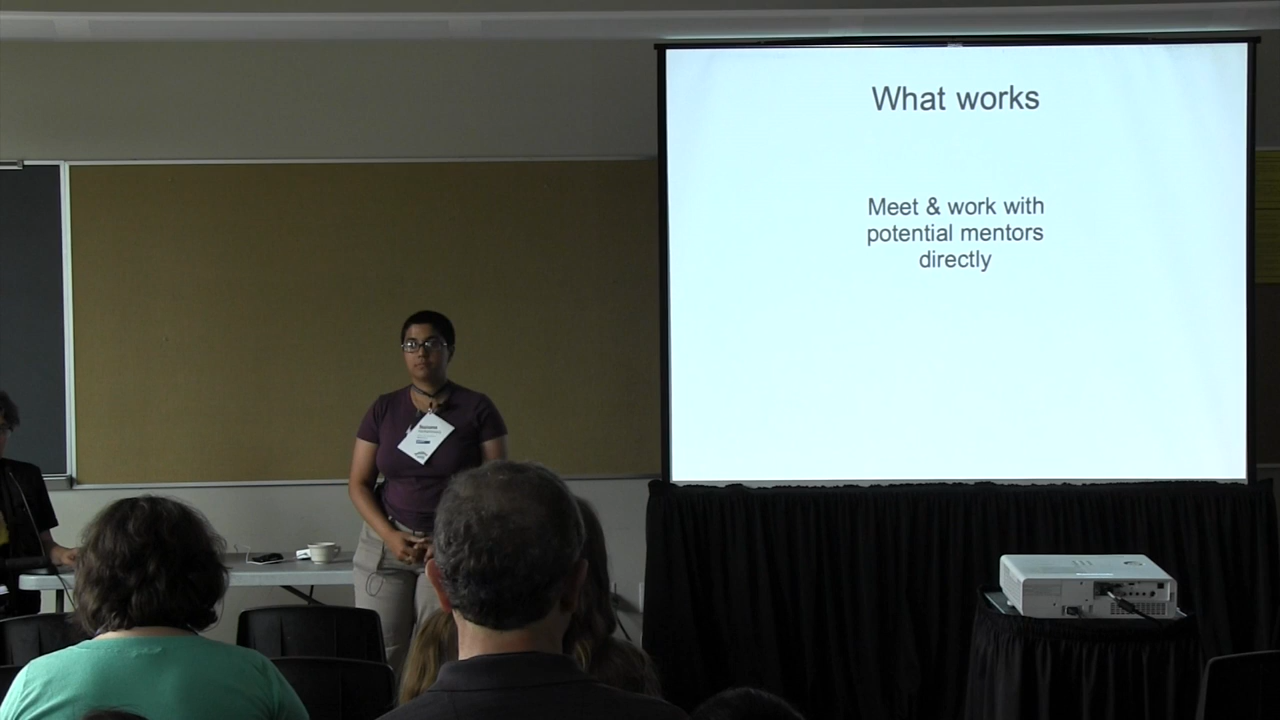 What works
Meet & work with
potential mentors
directly